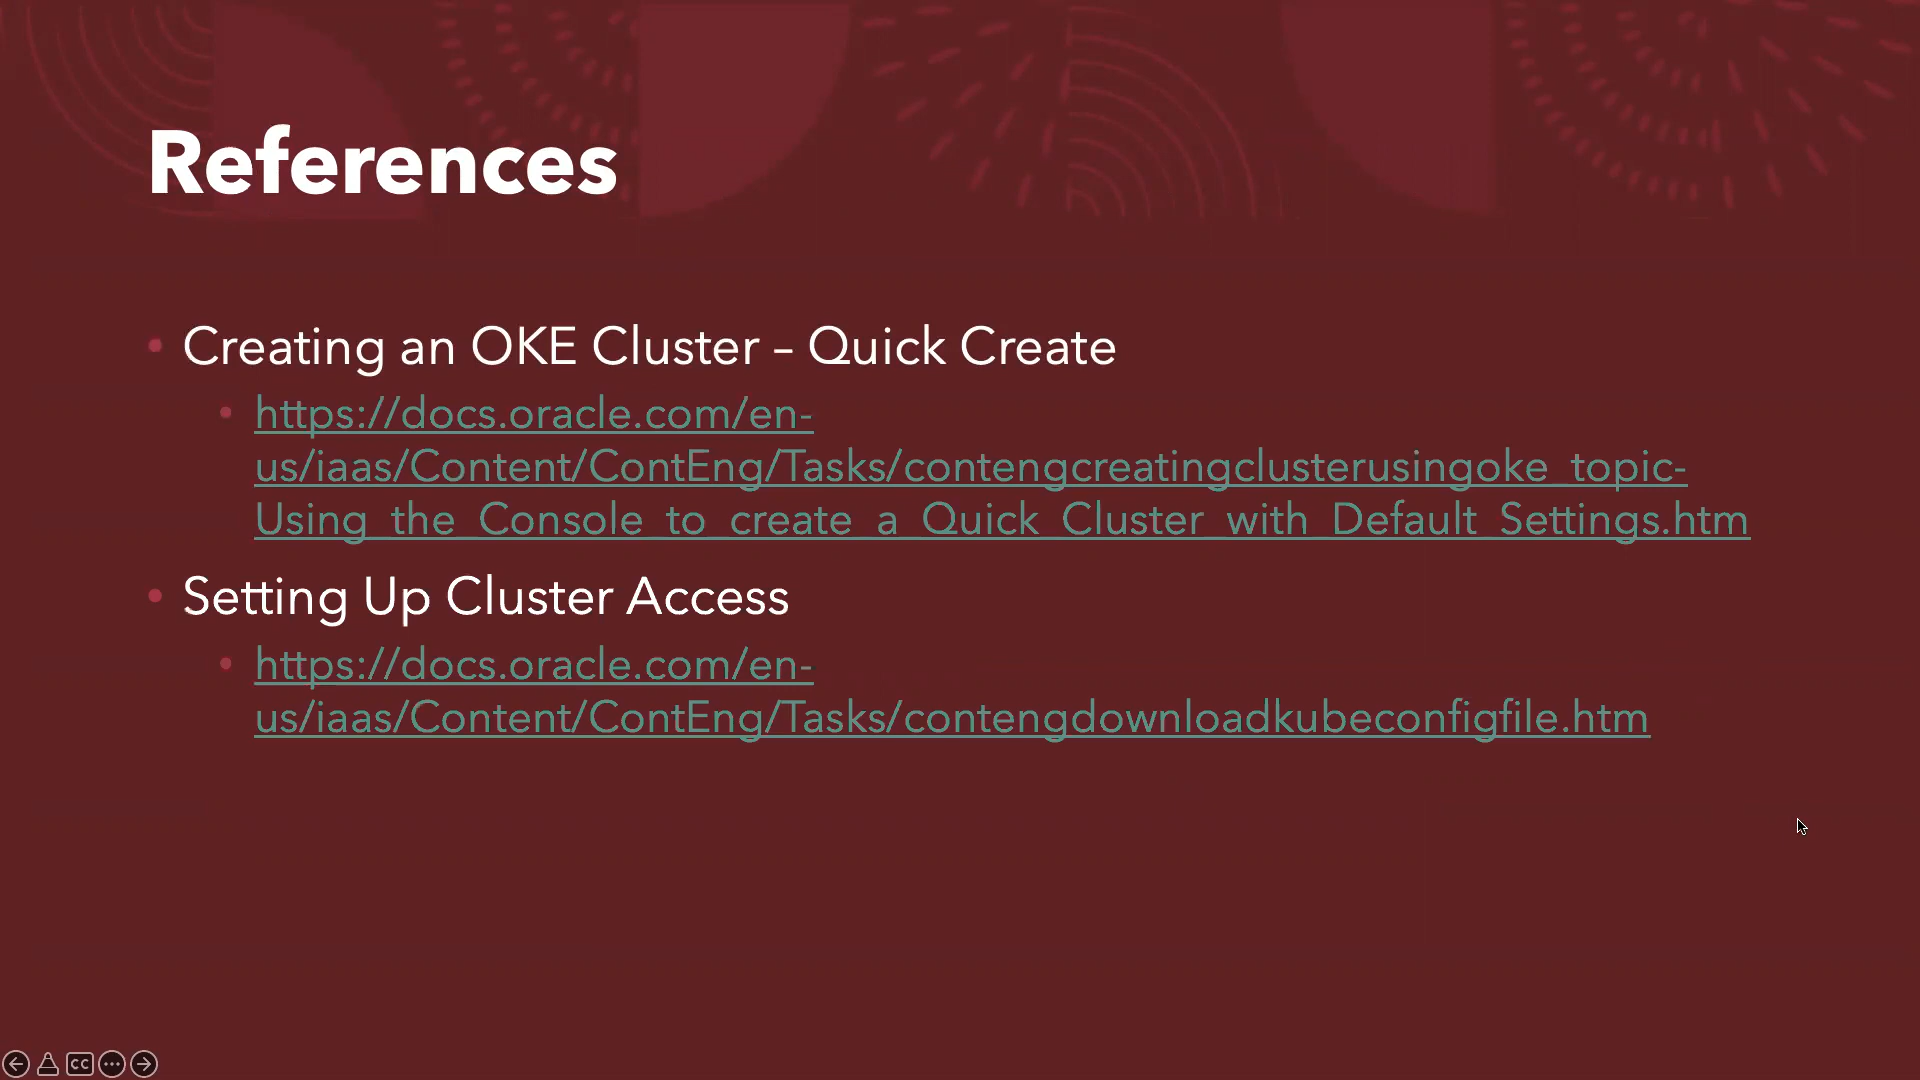 References
• Creating an OKE Cluster – Quick Create
• https://docs.oracle.com/en-
us/iaas/Content/ContEng/Tasks/contengcreatingclusterusingoke_topic-
Using_the_Console_to_create_a_Quick_Cluster_with_Default_Settings.htm
• Setting Up Cluster Access
• https://docs.oracle.com/en-
us/iaas/Content/ContEng/Tasks/contengdownloadkubeconfigfile.htm
CC